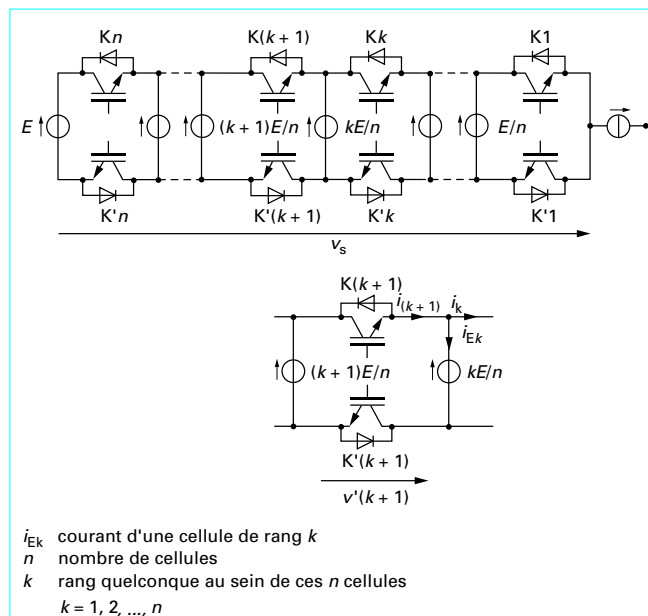 Kn K(k + 1) Kk K1
E (k + 1)E/n kE/n E/n
K'n K'(k + 1) K'k K'1
vs
K(k + 1)
i(k + 1) ik
iEk
(k + 1)E/n kE/n
K'(k + 1)
v'(k + 1)
iEk courant d'une cellule de rang k
n nombre de cellules
k rang quelconque au sein de ces n cellules
k = 1, 2, ..., n